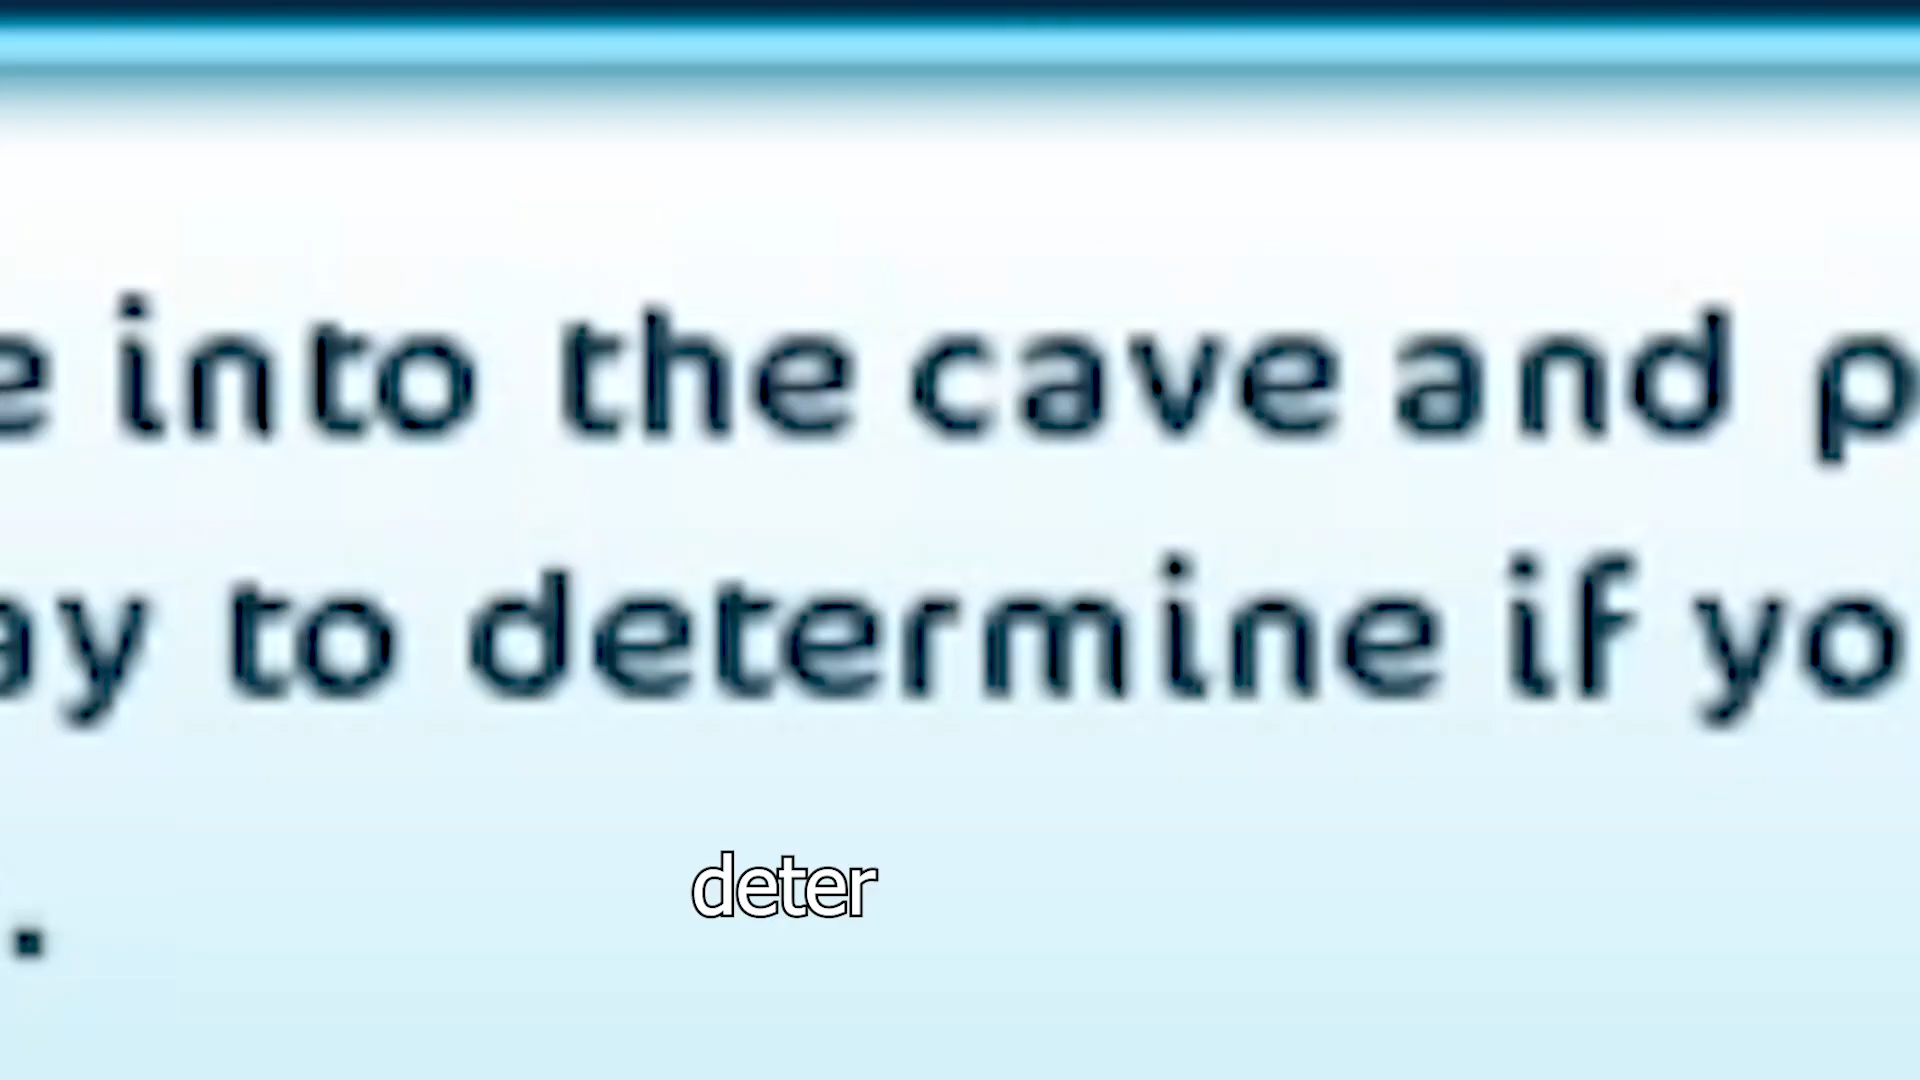 e into the cave and p
ay to determine if yo
.
deter